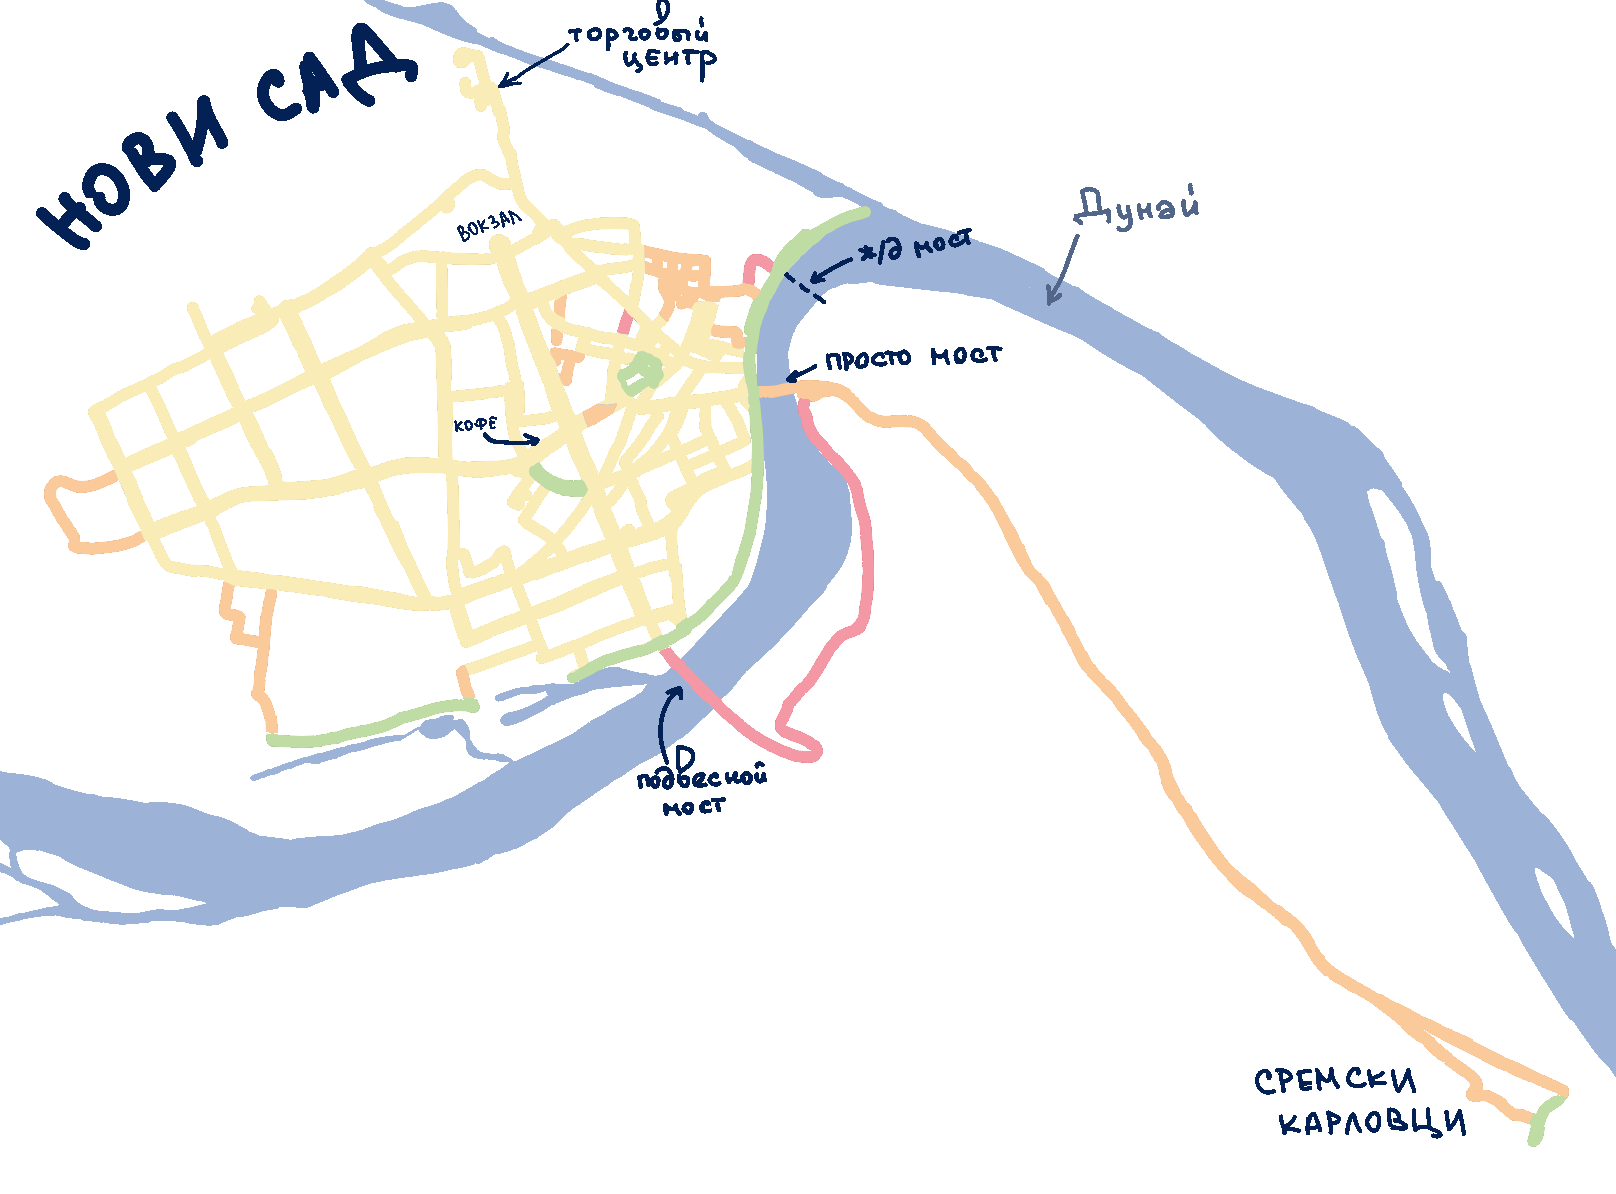 НОВИ САД
торговый
центр
ВОКЗАЛ
Дунай
ж/д мост
просто мост
КОФЕ
подвесной
мост
СРЕМСКИ
КАРЛОВЦИ